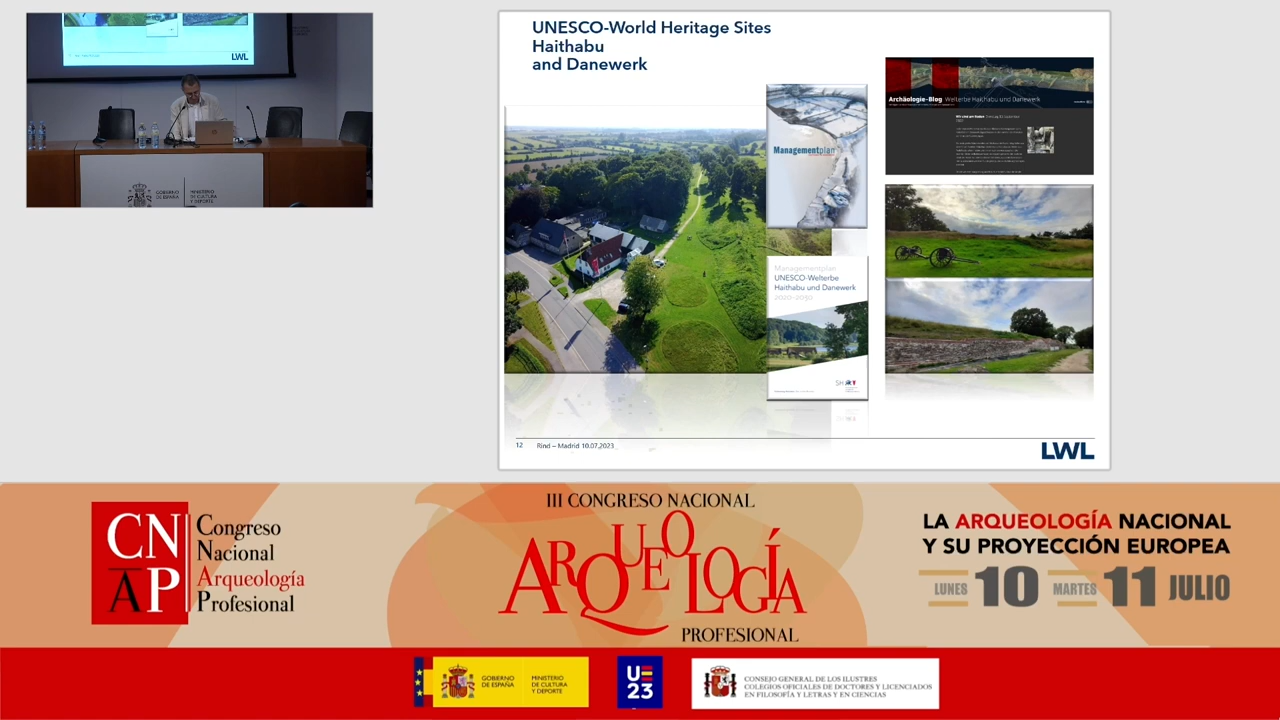 LWL
GOBIERNO
DE ESPAÑA
MINISTERIO
DE CULTURA
Y DEPORTE
UNESCO-World Heritage Sites
Haithabu
and Danewerk
Managementplan
Managementplan
UNESCO-Welterbe
Haithabu und Danewerk
2020-2030
Archäologie-Blog Welterbe Haithabu und Danewerk
12 Rind – Madrid 10.07.2023
LWL
CN
AP
Congreso
Nacional
Arqueología
Profesional
III CONGRESO NACIONAL
ARQUEOLOGÍA
PROFESIONAL
LA ARQUEOLOGÍA NACIONAL
Y SU PROYECCIÓN EUROPEA
LUNES 10 MARTES 11 JULIO
GOBIERNO
DE ESPAÑA
MINISTERIO
DE CULTURA
Y DEPORTE
UE
23
CONSEJO GENERAL DE LOS ILUSTRES
COLEGIOS OFICIALES DE DOCTORES Y LICENCIADOS
EN FILOSOFÍA Y LETRAS Y EN CIENCIAS